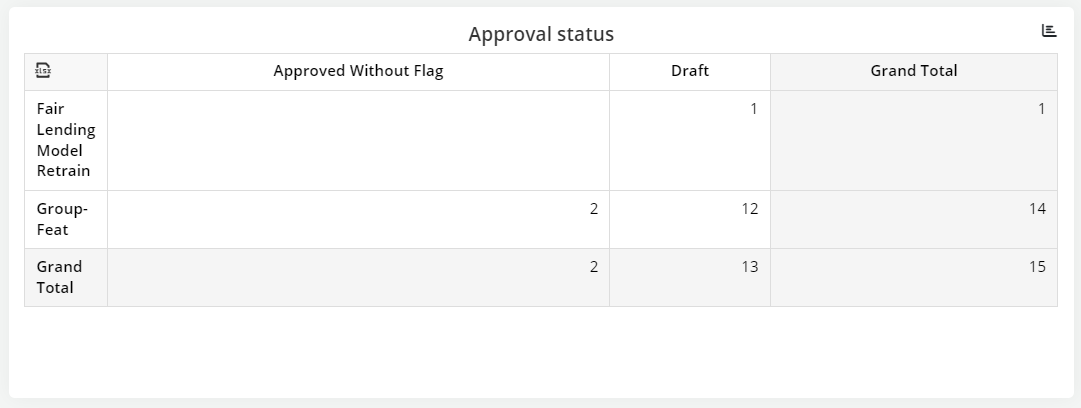 Approval status
xlsx
Approved Without Flag
Draft
Grand Total
Fair
Lending
Model
Retrain
1
1
Group-
Feat
2
12
14
Grand
Total
2
13
15